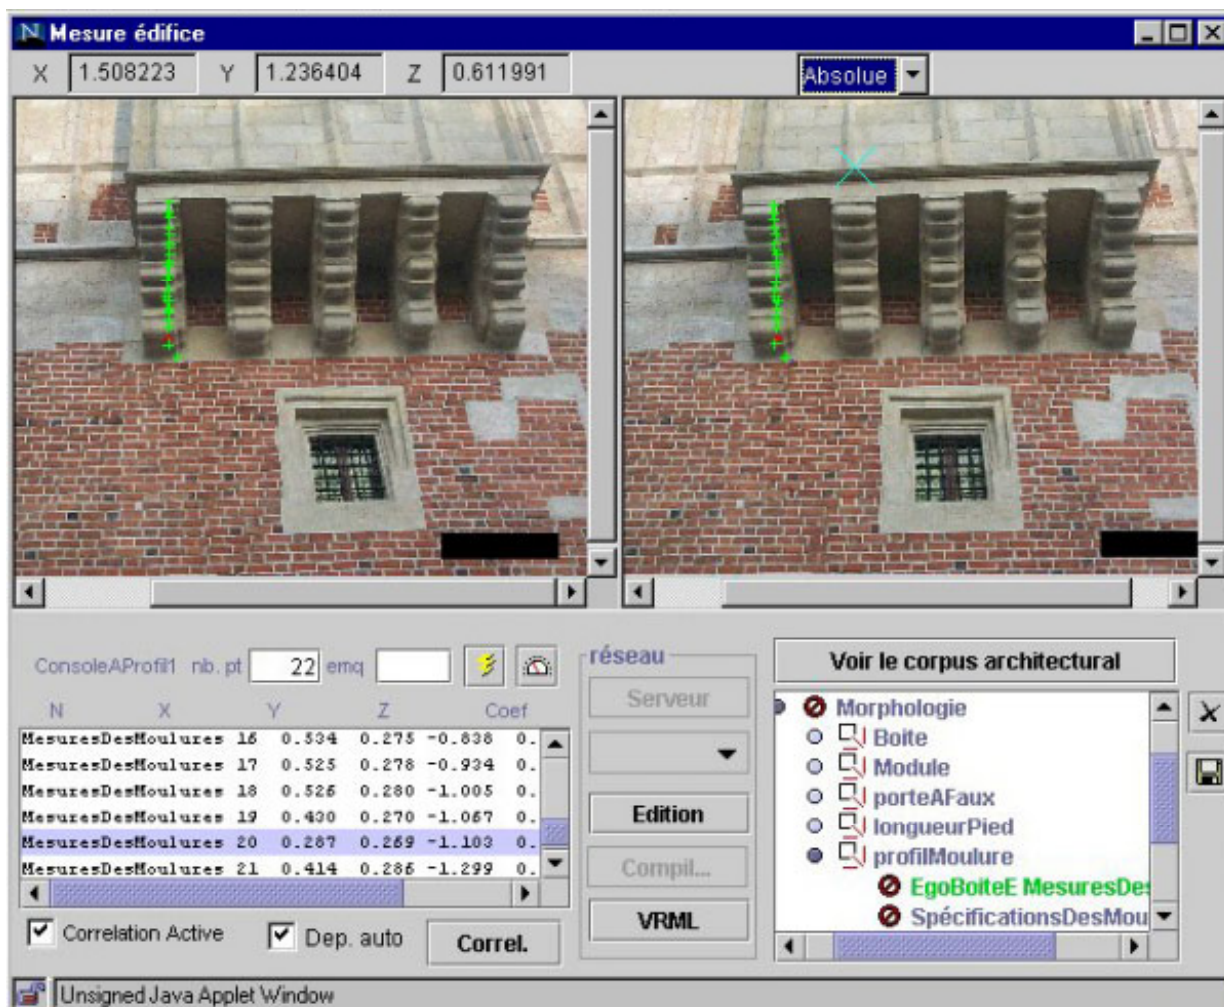 Mesure édifice
X 1.508223 Y 1.236404 Z 0.611991 Absolue
ConsoleAProfil1 nb. pt 22 emq
N X Y Z Coef
MesuresDesMoulures 16 0.534 0.275 -0.838 0.
MesuresDesMoulures 17 0.525 0.278 -0.934 0.
MesuresDesMoulures 18 0.526 0.280 -1.005 0.
MesuresDesMoulures 19 0.430 0.270 -1.067 0.
MesuresDesMoulures 20 0.287 0.269 -1.103 0.
MesuresDesMoulures 21 0.414 0.286 -1.299 0.
Correlation Active Dep. auto Correl.
réseau
Serveur
Edition
Compil...
VRML
Voir le corpus architectural
Morphologie
Boite
Module
porteAFaux
longueurPied
profilMoulure
EgoBoiteE MesuresDes
SpécificationsDesMou
Unsigned Java Applet Window